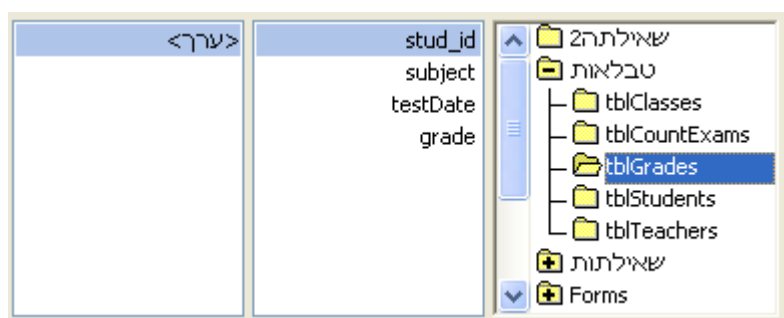 שאילתה2
טבלאות
tblClasses
tblCountExams
tblGrades
tblStudents
tblTeachers
שאילתות
Forms
stud_id
subject
testDate
grade
<ערך>